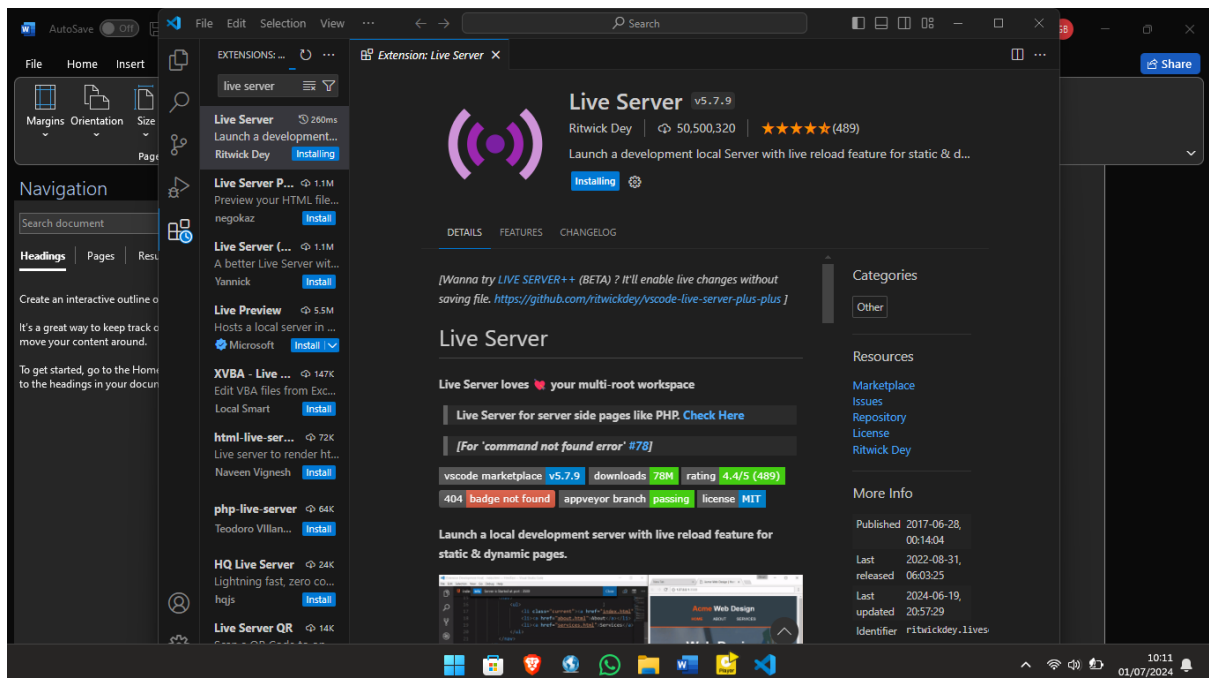 AutoSave Off
File Edit Selection View ...
Search
File Home Insert
Share
Margins Orientation Size
Page
Navigation
Search document
Headings Pages Resu
Create an interactive outline o
It's a great way to keep track o
move your content around.
To get started, go to the Home
to the headings in your docum
EXTENSIONS: ...
live server
Live Server 260ms
Launch a development...
Ritwick Dey Installing
Live Server P... 1.1M
Preview your HTML file...
negokaz Install
Live Server (... 1.1M
A better Live Server wit...
Yannick Install
Live Preview 5.5M
Hosts a local server in ...
Microsoft Install
XVBA - Live ... 147K
Edit VBA files from Exc...
Local Smart Install
html-live-ser... 72K
Live server to render ht...
Naveen Vignesh Install
php-live-server 64K
Teodoro VIllan... Install
HQ Live Server 24K
Lightning fast, zero co...
hqjs Install
Live Server QR 14K
Extension: Live Server
Live Server v5.7.9
Ritwick Dey 50,500,320 (489)
Launch a development local Server with live reload feature for static & d...
Installing
DETAILS FEATURES CHANGELOG
[Wanna try LIVE SERVER++ (BETA) ? It'll enable live changes without
saving file. https://github.com/ritwickdey/vscode-live-server-plus-plus ]
Live Server
Live Server loves your multi-root workspace
Live Server for server side pages like PHP. Check Here
[For 'command not found error' #78]
vscode marketplace v5.7.9 downloads 78M rating 4.4/5 (489)
404 badge not found appveyor branch passing license MIT
Launch a local development server with live reload feature for
static & dynamic pages.
Acme Web Design
HOME ABOUT SERVICES
Categories
Other
Resources
Marketplace
Issues
Repository
License
Ritwick Dey
More Info
Published 2017-06-28,
00:14:04
Last 2022-08-31,
released 06:03:25
Last 2024-06-19,
updated 20:57:29
Identifier ritwickdey.lives
10:11
01/07/2024